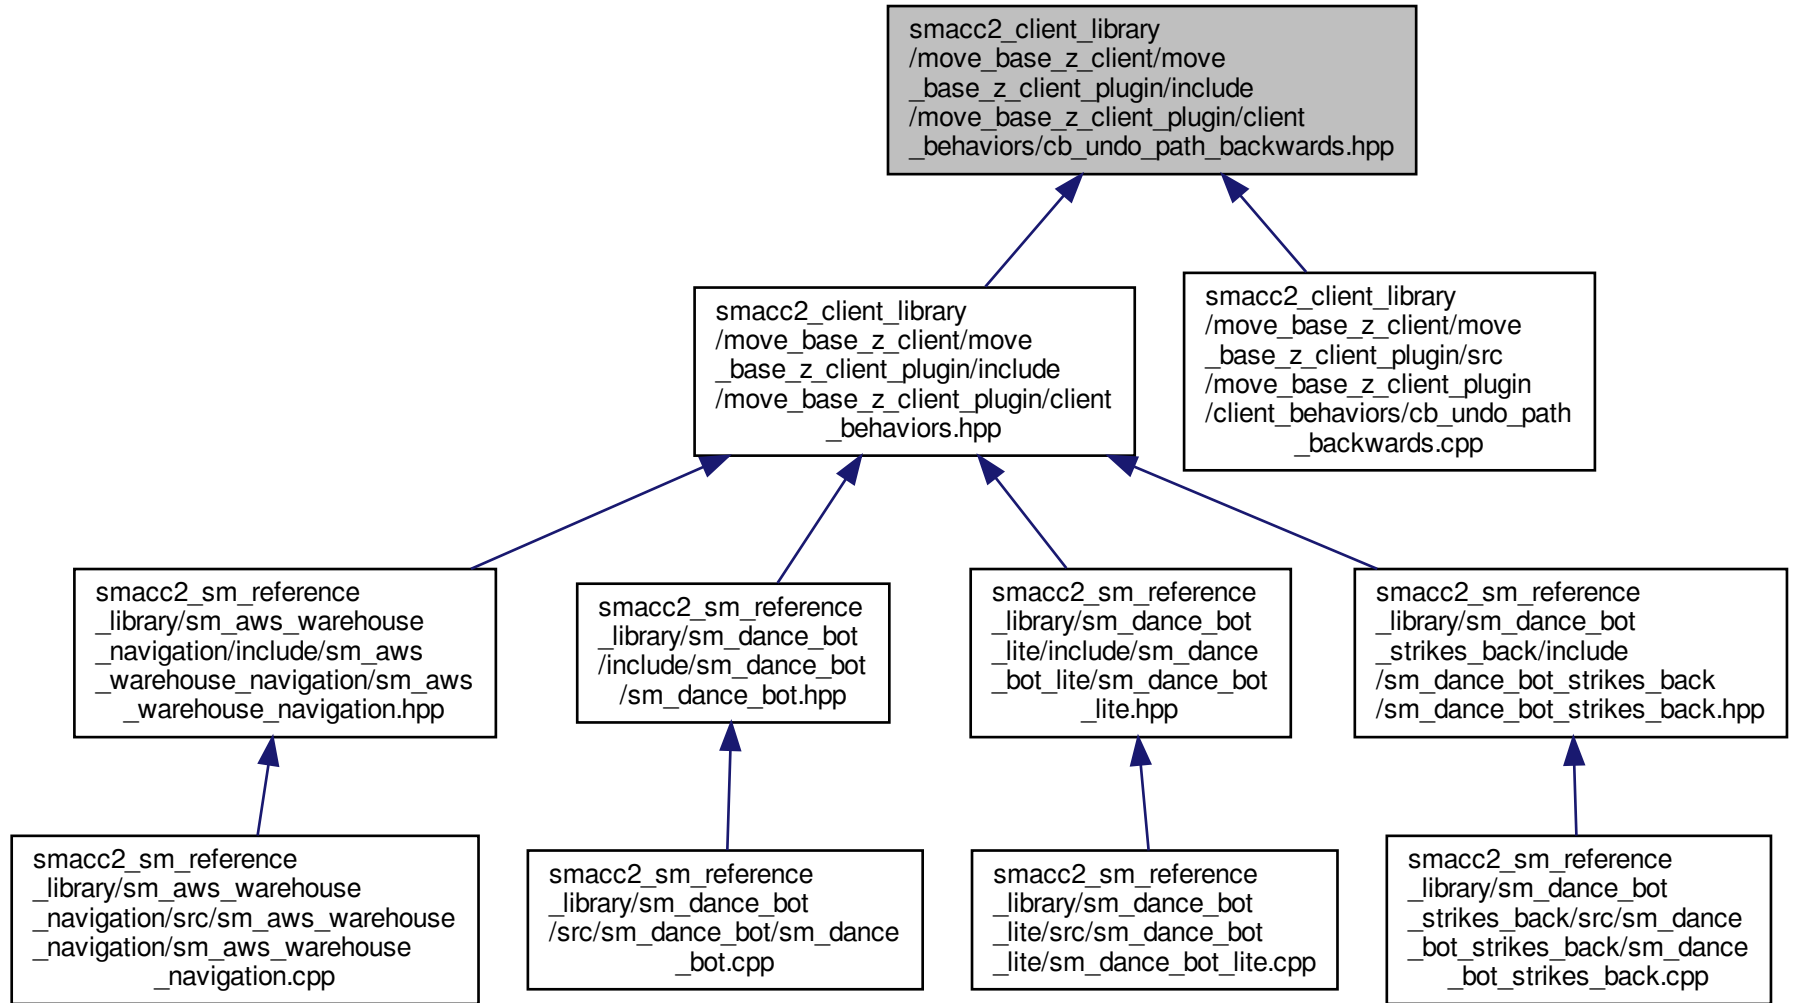 smacc2_client_library
/move_base_z_client/move
_base_z_client_plugin/include
/move_base_z_client_plugin/client
_behaviors/cb_undo_path_backwards.hpp
smacc2_client_library
/move_base_z_client/move
_base_z_client_plugin/include
/move_base_z_client_plugin/client
_behaviors.hpp
smacc2_client_library
/move_base_z_client/move
_base_z_client_plugin/src
/move_base_z_client_plugin
/client_behaviors/cb_undo_path
_backwards.cpp
smacc2_sm_reference
_library/sm_aws_warehouse
_navigation/include/sm_aws
_warehouse_navigation/sm_aws
_warehouse_navigation.hpp
smacc2_sm_reference
_library/sm_dance_bot
/include/sm_dance_bot
/sm_dance_bot.hpp
smacc2_sm_reference
_library/sm_dance_bot
_lite/include/sm_dance
_bot_lite/sm_dance_bot
_lite.hpp
smacc2_sm_reference
_library/sm_dance_bot
_strikes_back/include
/sm_dance_bot_strikes_back
/sm_dance_bot_strikes_back.hpp
smacc2_sm_reference
_library/sm_aws_warehouse
_navigation/src/sm_aws_warehouse
_navigation/sm_aws_warehouse
_navigation.cpp
smacc2_sm_reference
_library/sm_dance_bot
/src/sm_dance_bot/sm_dance
_bot.cpp
smacc2_sm_reference
_library/sm_dance_bot
_lite/src/sm_dance_bot
_lite/sm_dance_bot_lite.cpp
smacc2_sm_reference
_library/sm_dance_bot
_strikes_back/src/sm_dance
_bot_strikes_back/sm_dance
_bot_strikes_back.cpp